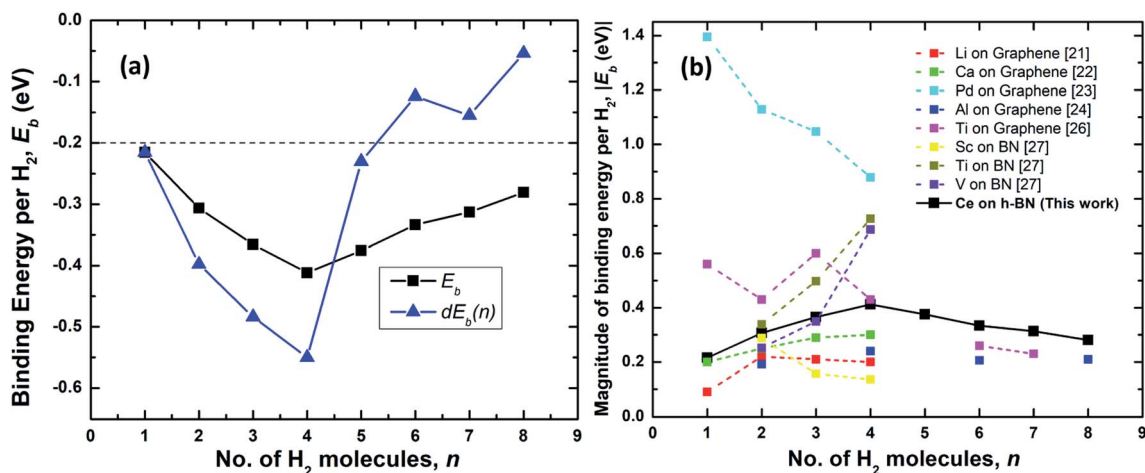 (a)
Binding Energy per H₂, E_b (eV)
0.0
-0.1
-0.2
-0.3
-0.4
-0.5
-0.6
E_b
dE_b(n)
0 1 2 3 4 5 6 7 8 9
No. of H₂ molecules, n
(b)
Magnitude of binding energy per H₂, |E_b (eV)|
1.4
1.2
1.0
0.8
0.6
0.4
0.2
0.0
Li on Graphene [21]
Ca on Graphene [22]
Pd on Graphene [23]
Al on Graphene [24]
Ti on Graphene [26]
Sc on BN [27]
Ti on BN [27]
V on BN [27]
Ce on h-BN (This work)
0 1 2 3 4 5 6 7 8 9
No. of H₂ molecules, n